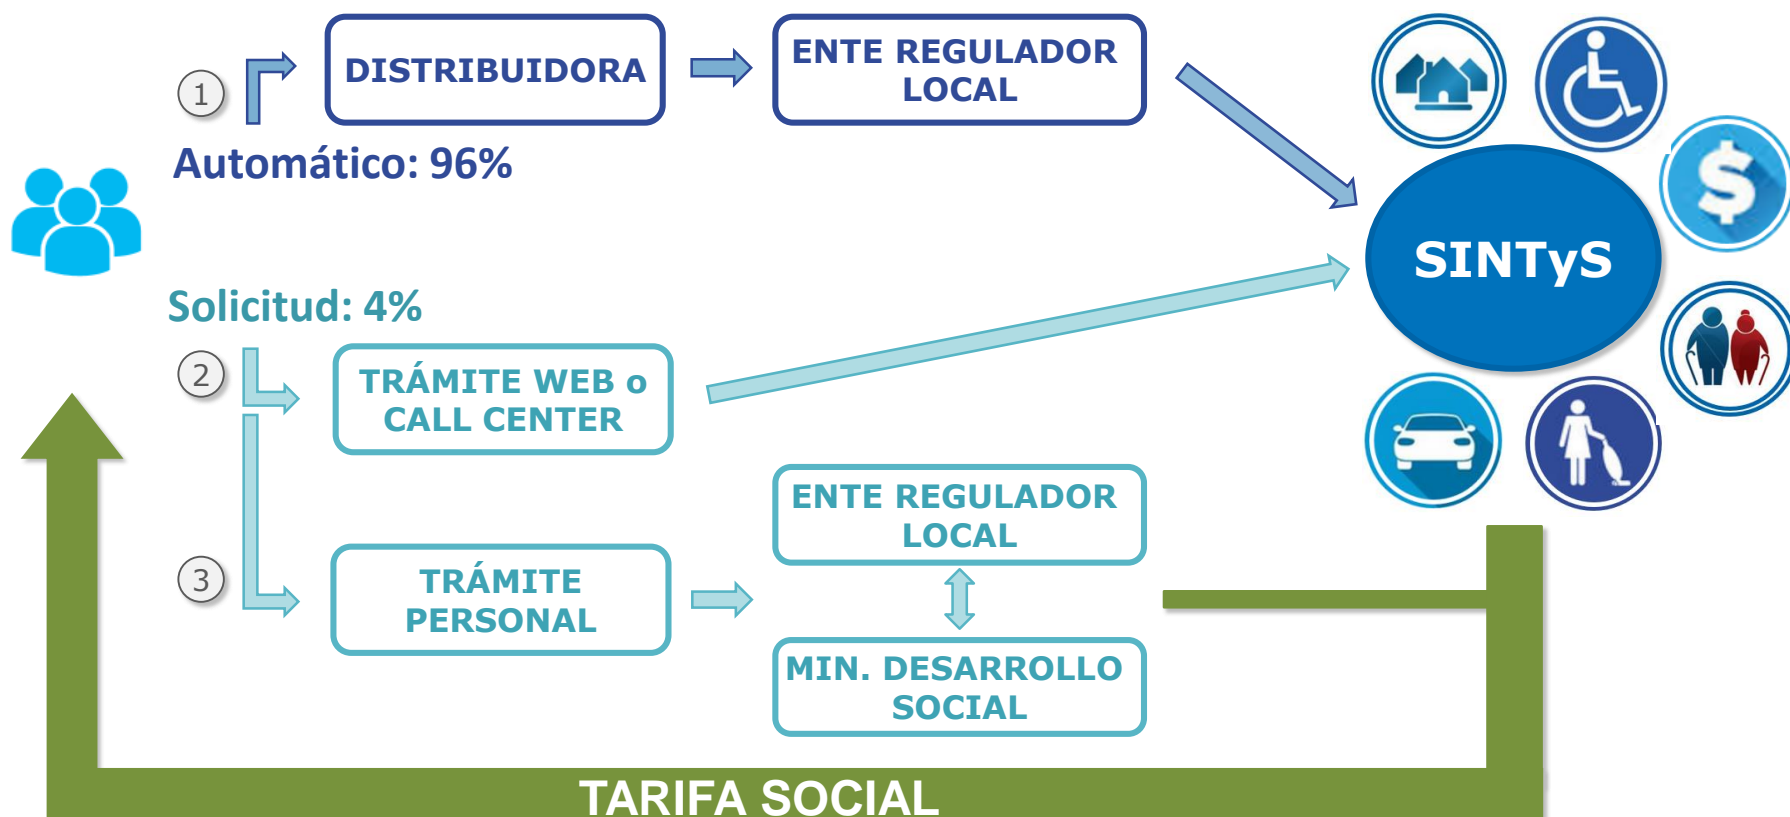 1
DISTRIBUIDORA
ENTE REGULADOR
LOCAL
Automático: 96%
$
SINTyS
Solicitud: 4%
2
TRÁMITE WEB o
CALL CENTER
3
TRÁMITE
PERSONAL
ENTE REGULADOR
LOCAL
MIN. DESARROLLO
SOCIAL
TARIFA SOCIAL